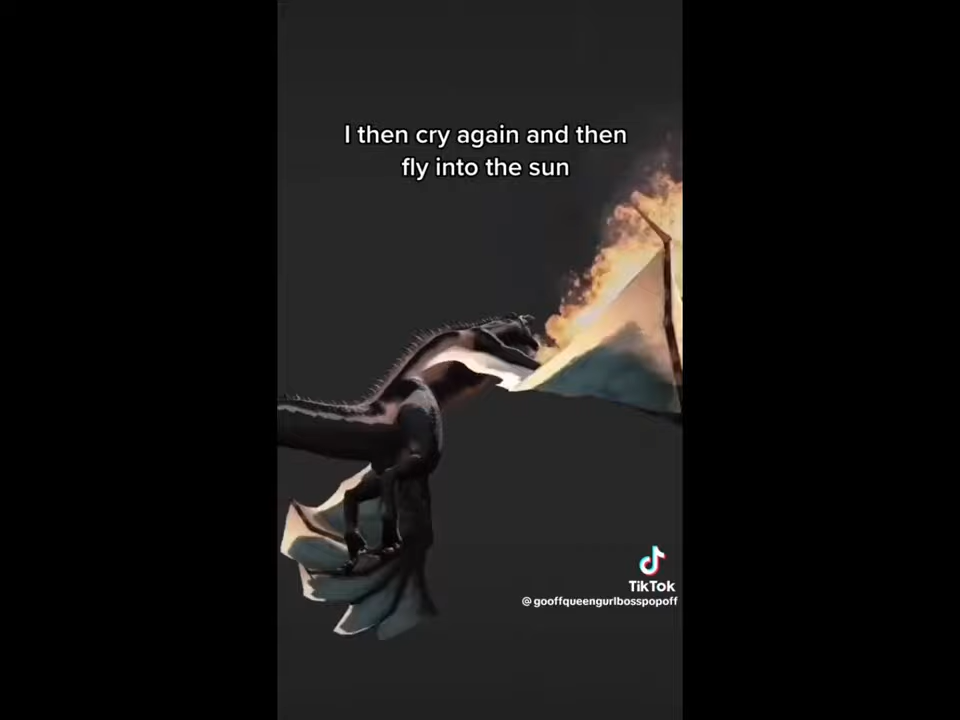 I then cry again and then
fly into the sun
TikTok
@gooffqueengurlbosspopoff